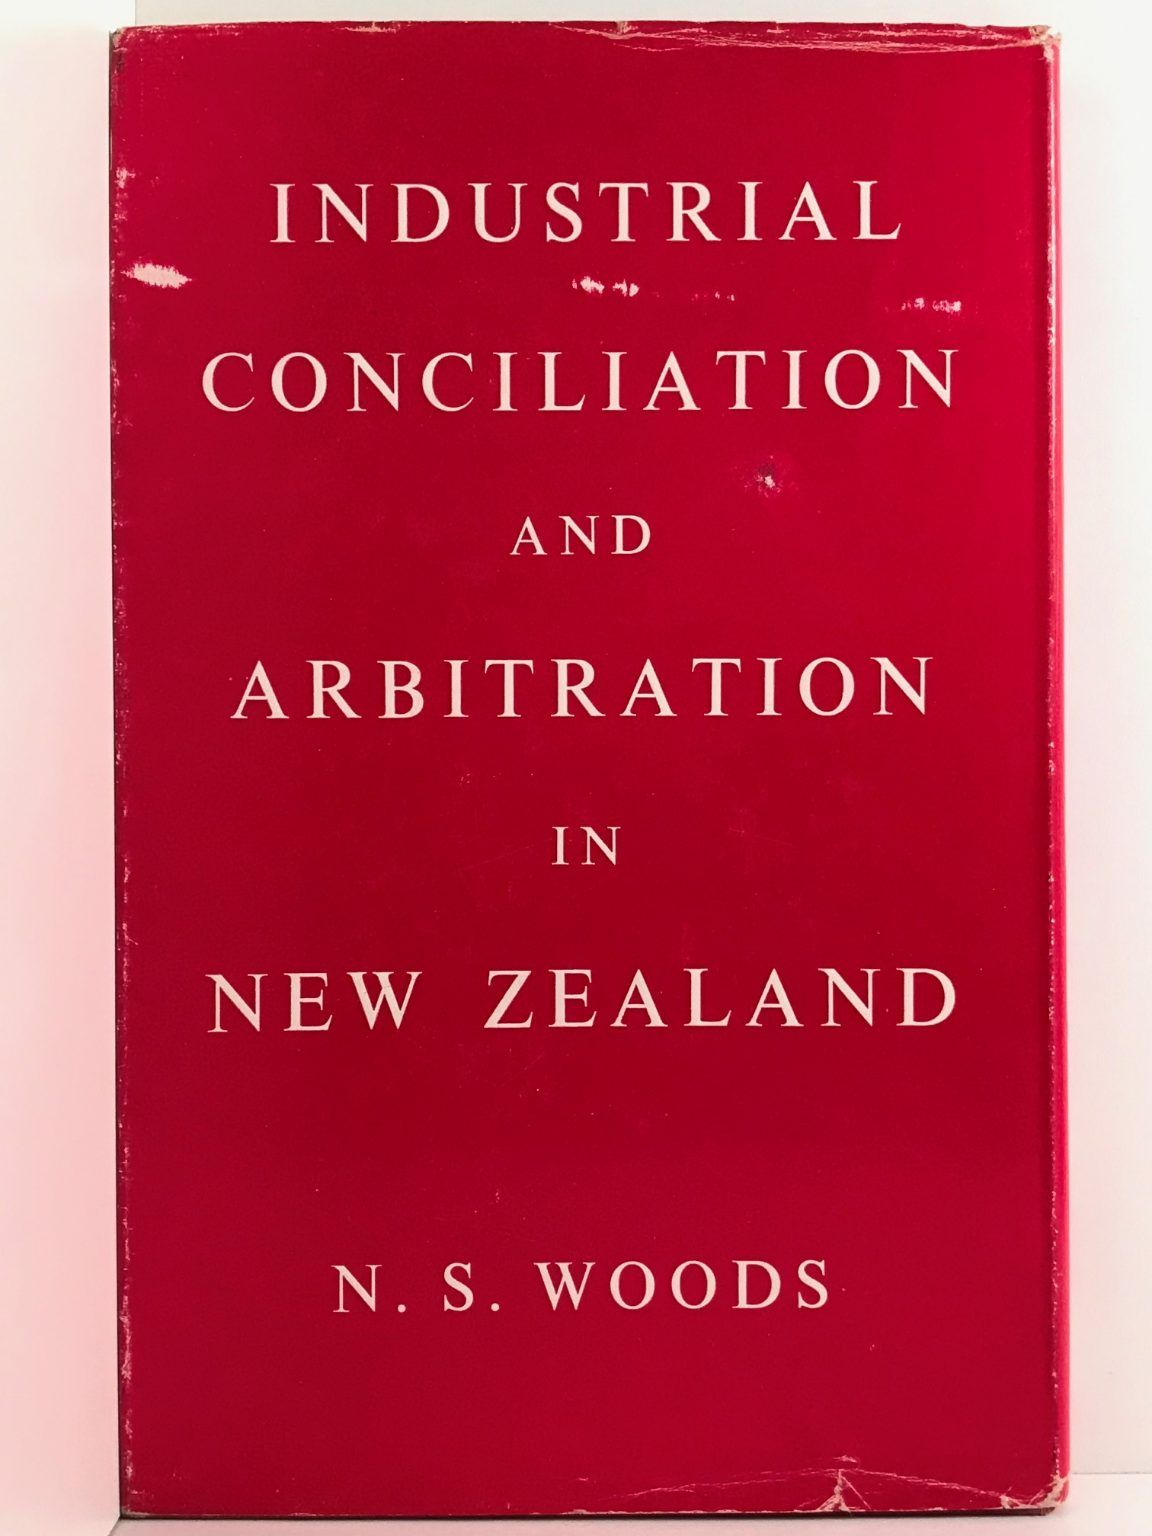 INDUSTRIAL
CONCILIATION
AND
ARBITRATION
IN
NEW ZEALAND
N. S. WOODS